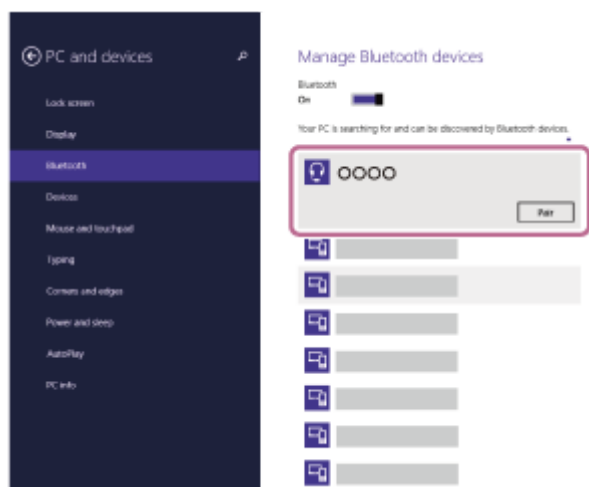 PC and devices
Lock screen
Display
Bluetooth
Devices
Mouse and touchpad
Typing
Corners and edges
Power and sleep
AutoPlay
PC info
Manage Bluetooth devices
Bluetooth
On
Your PC is searching for and can be discovered by Bluetooth devices.
OOOO
Pair